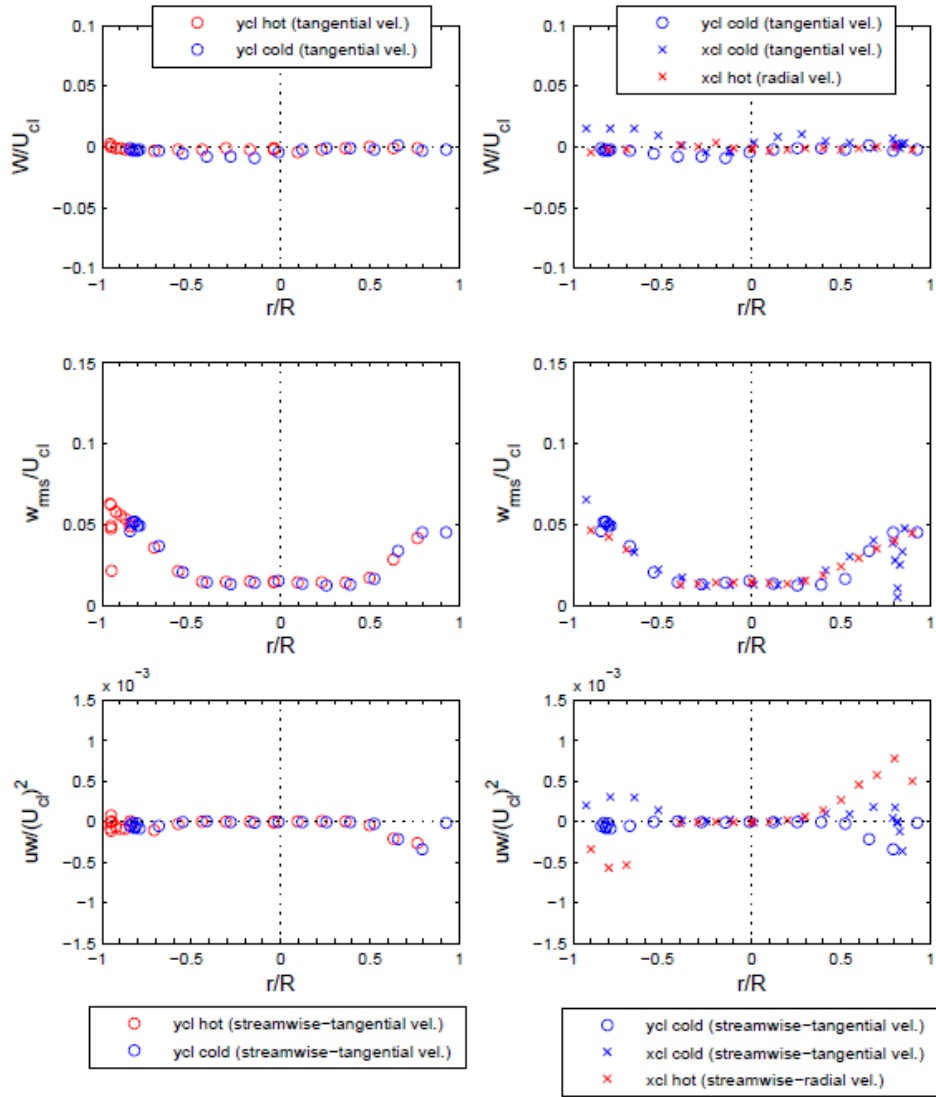 ycl hot (tangential vel.)
ycl cold (tangential vel.)
0.1
0.05
0
−0.05
−0.1
W/U_cl
−1
−0.5
0
0.5
1
r/R
ycl cold (tangential vel.)
xcl cold (tangential vel.)
xcl hot (radial vel.)
0.1
0.05
0
−0.05
−0.1
W/U_cl
−1
−0.5
0
0.5
1
r/R
0.15
0.1
0.05
0
w_rms/U_cl
−1
−0.5
0
0.5
1
r/R
0.15
0.1
0.05
0
w_rms/U_cl
−1
−0.5
0
0.5
1
r/R
x 10^−3
1.5
1
0.5
0
−0.5
−1
−1.5
uw/(U_cl)^2
−1
−0.5
0
0.5
1
r/R
ycl hot (streamwise−tangential vel.)
ycl cold (streamwise−tangential vel.)
x 10^−3
1.5
1
0.5
0
−0.5
−1
−1.5
uw/(U_cl)^2
−1
−0.5
0
0.5
1
r/R
ycl cold (streamwise−tangential vel.)
xcl cold (streamwise−tangential vel.)
xcl hot (streamwise−radial vel.)